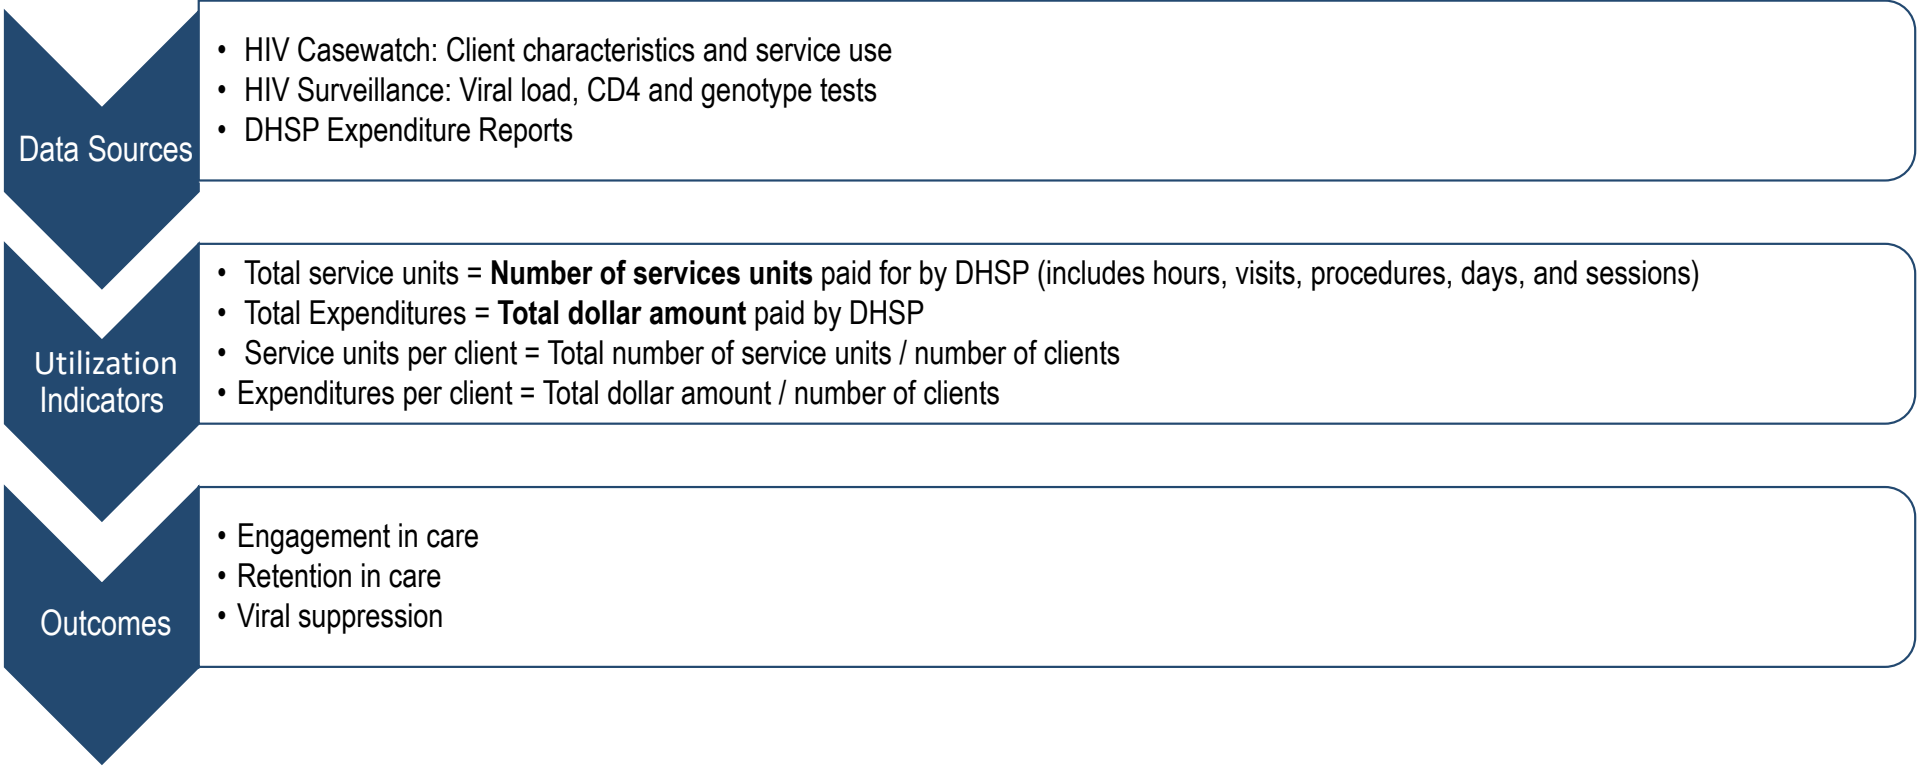 Data Sources
• HIV Casewatch: Client characteristics and service use
• HIV Surveillance: Viral load, CD4 and genotype tests
• DHSP Expenditure Reports
Utilization
Indicators
• Total service units = Number of services units paid for by DHSP (includes hours, visits, procedures, days, and sessions)
• Total Expenditures = Total dollar amount paid by DHSP
• Service units per client = Total number of service units / number of clients
• Expenditures per client = Total dollar amount / number of clients
Outcomes
• Engagement in care
• Retention in care
• Viral suppression